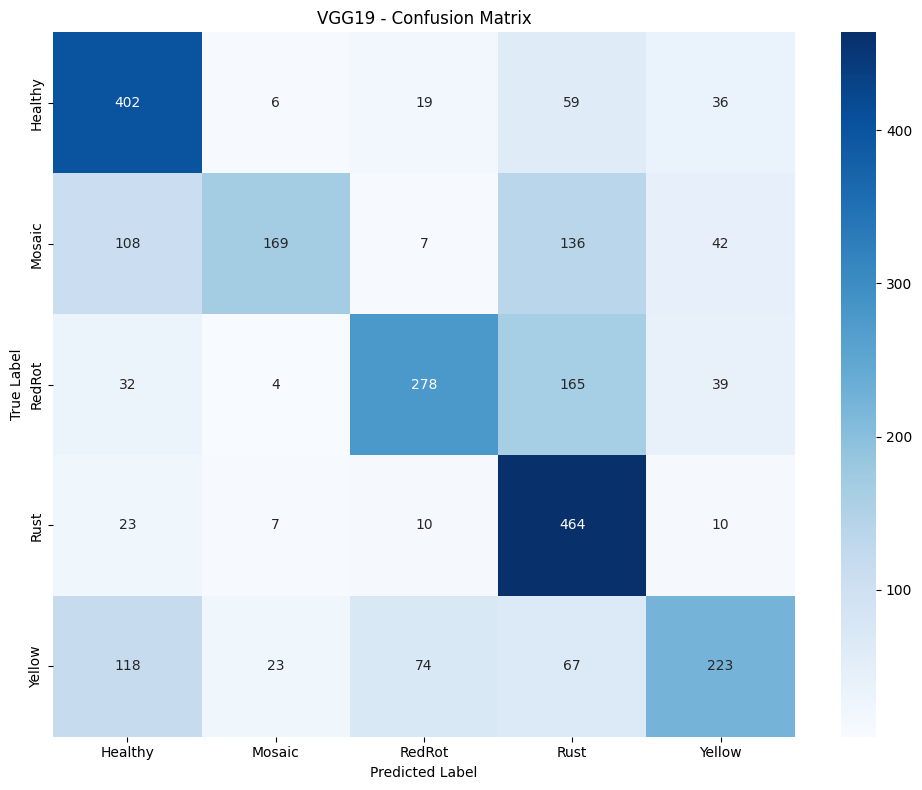 VGG19 - Confusion Matrix
True Label
Healthy 402 6 19 59 36
Mosaic 108 169 7 136 42
RedRot 32 4 278 165 39
Rust 23 7 10 464 10
Yellow 118 23 74 67 223
Healthy Mosaic RedRot Rust Yellow
Predicted Label
400
300
200
100